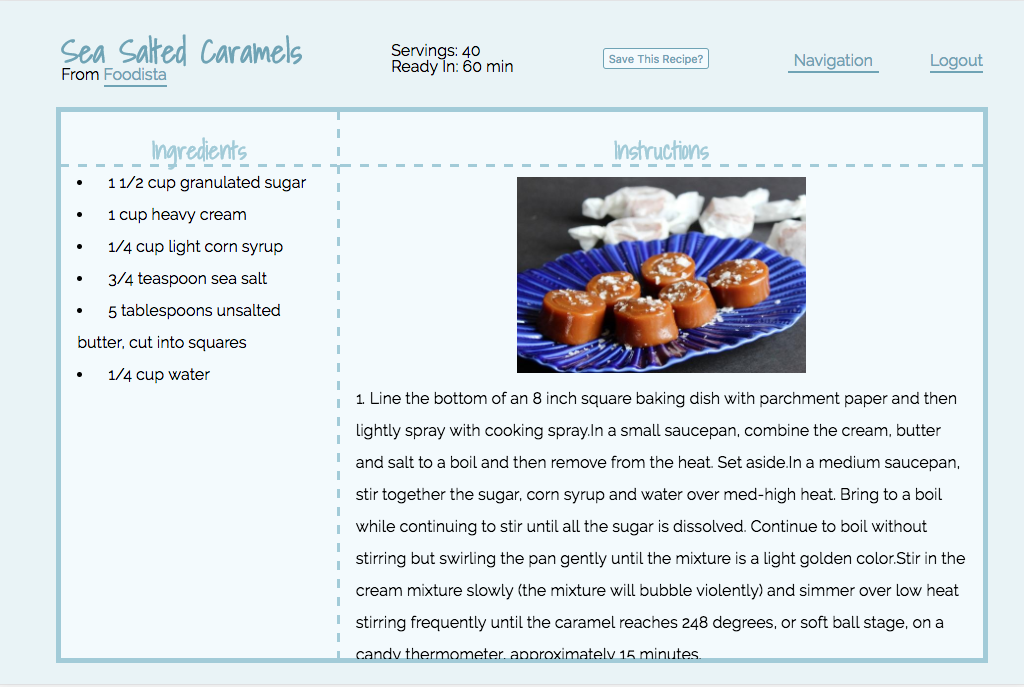 Sea Salted Caramels
From Foodista
Servings: 40
Ready In: 60 min
Save This Recipe?
Navigation
Logout
Ingredients
• 1 1/2 cup granulated sugar
• 1 cup heavy cream
• 1/4 cup light corn syrup
• 3/4 teaspoon sea salt
• 5 tablespoons unsalted
butter, cut into squares
• 1/4 cup water
Instructions
1. Line the bottom of an 8 inch square baking dish with parchment paper and then
lightly spray with cooking spray.In a small saucepan, combine the cream, butter
and salt to a boil and then remove from the heat. Set aside.In a medium saucepan,
stir together the sugar, corn syrup and water over med-high heat. Bring to a boil
while continuing to stir until all the sugar is dissolved. Continue to boil without
stirring but swirling the pan gently until the mixture is a light golden color.Stir in the
cream mixture slowly (the mixture will bubble violently) and simmer over low heat
stirring frequently until the caramel reaches 248 degrees, or soft ball stage, on a
candy thermometer, approximately 15 minutes.